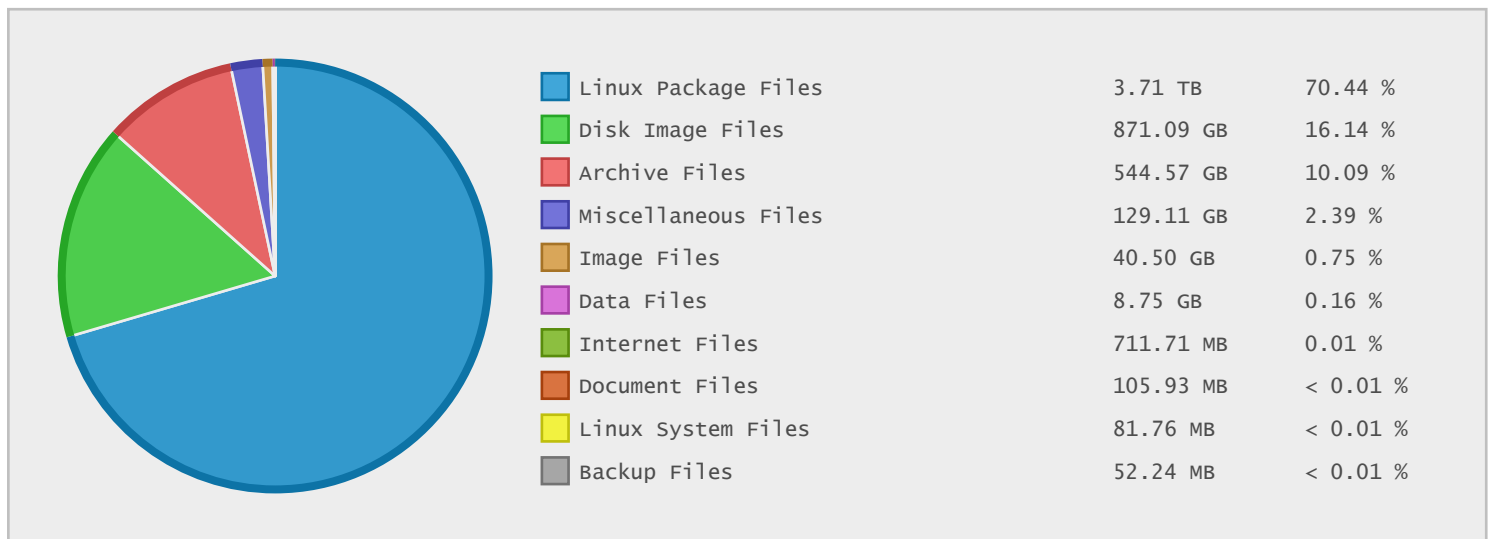 Linux Package Files 3.71 TB 70.44 %
Disk Image Files 871.09 GB 16.14 %
Archive Files 544.57 GB 10.09 %
Miscellaneous Files 129.11 GB 2.39 %
Image Files 40.50 GB 0.75 %
Data Files 8.75 GB 0.16 %
Internet Files 711.71 MB 0.01 %
Document Files 105.93 MB < 0.01 %
Linux System Files 81.76 MB < 0.01 %
Backup Files 52.24 MB < 0.01 %